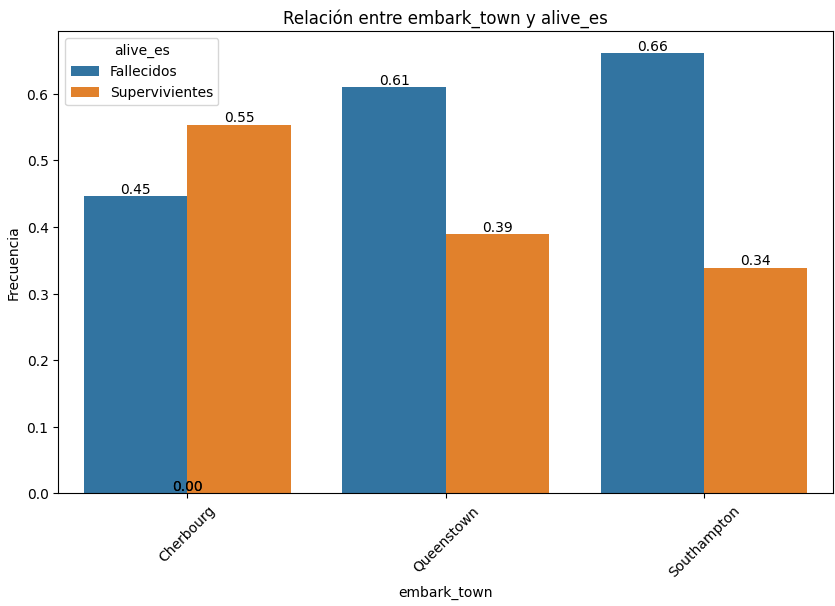 Relación entre embark_town y alive_es
alive_es
Fallecidos
Supervivientes
Frecuencia
0.6
0.5
0.4
0.3
0.2
0.1
0.0
0.45
0.55
0.61
0.39
0.66
0.34
0.00
Cherbourg
Queenstown
Southampton
embark_town